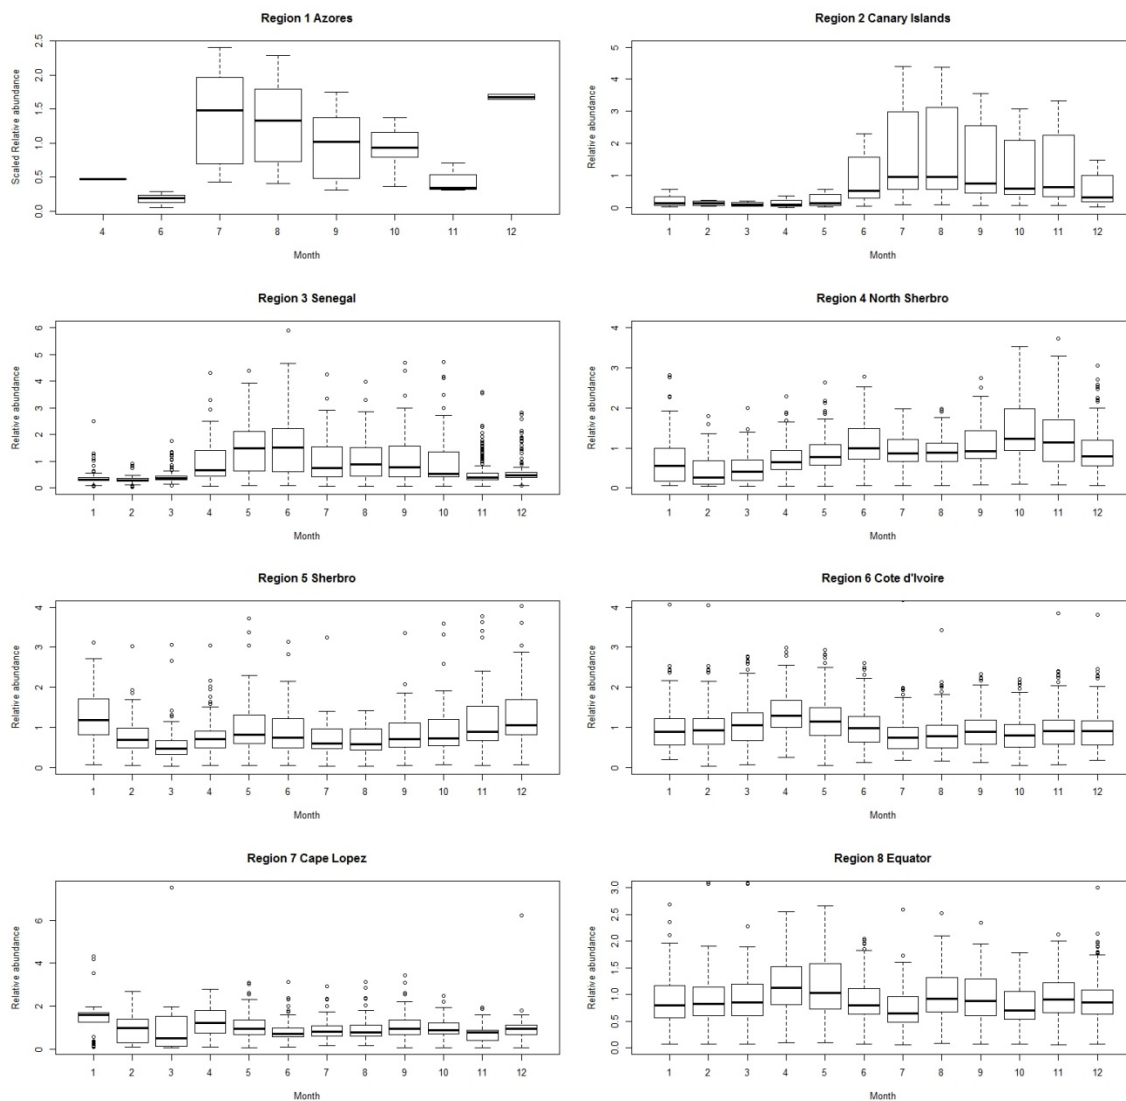 Region 1 Azores
Scaled Relative abundance
0.0 0.5 1.0 1.5 2.0 2.5
4 6 7 8 9 10 11 12
Month
Region 2 Canary Islands
Relative abundance
0 1 2 3 4 5
1 2 3 4 5 6 7 8 9 10 11 12
Month
Region 3 Senegal
Relative abundance
0 1 2 3 4 5 6
1 2 3 4 5 6 7 8 9 10 11 12
Month
Region 4 North Sherbro
Relative abundance
0 1 2 3 4
1 2 3 4 5 6 7 8 9 10 11 12
Month
Region 5 Sherbro
Relative abundance
0 1 2 3 4
1 2 3 4 5 6 7 8 9 10 11 12
Month
Region 6 Cote d'Ivoire
Relative abundance
0 1 2 3 4
1 2 3 4 5 6 7 8 9 10 11 12
Month
Region 7 Cape Lopez
Relative abundance
0 2 4 6
1 2 3 4 5 6 7 8 9 10 11 12
Month
Region 8 Equator
Relative abundance
0.0 0.5 1.0 1.5 2.0 2.5 3.0
1 2 3 4 5 6 7 8 9 10 11 12
Month